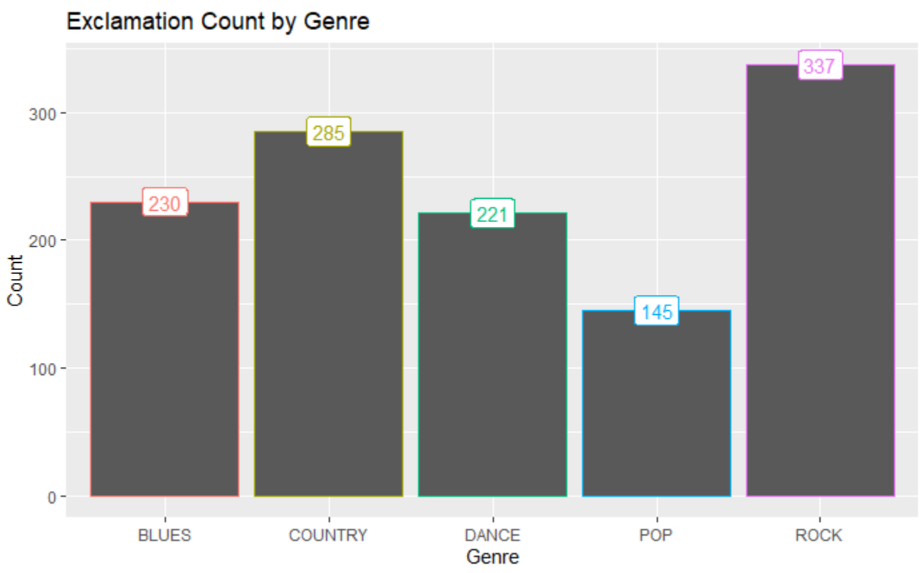 Exclamation Count by Genre
337
300
285
230
221
200
145
100
0
Count
BLUES COUNTRY DANCE POP ROCK
Genre